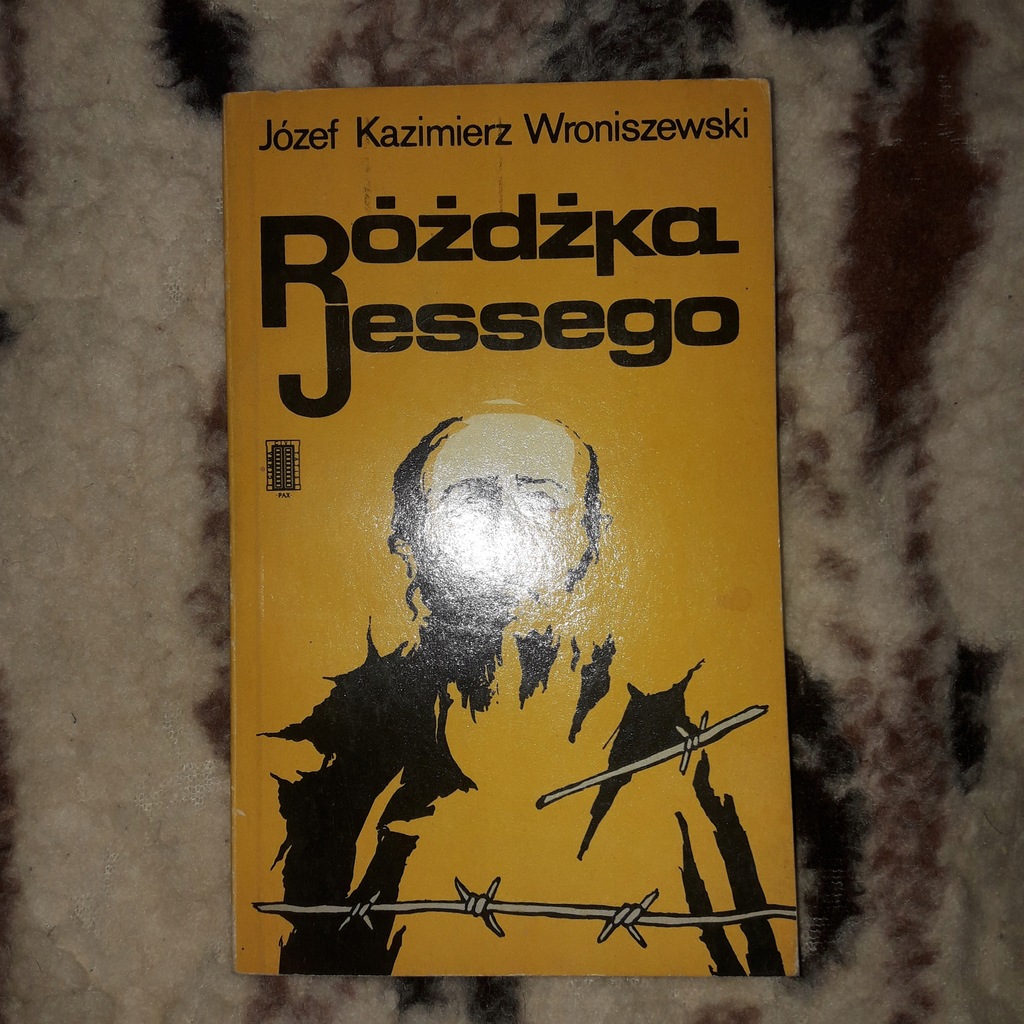 Józef Kazimierz Wroniszewski
Różdżka
Jessego
PAX